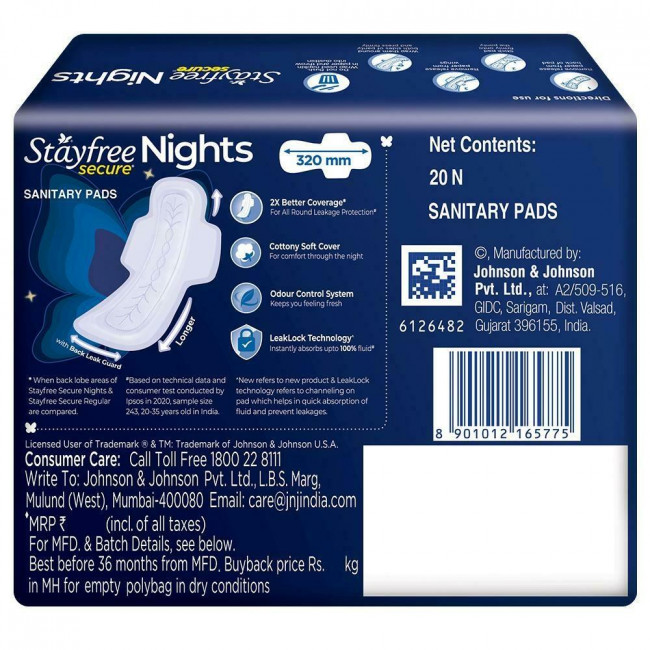 Directions for use
Stayfree Nights
secure
Stayfree Nights
secure®
SANITARY PADS
320 mm
2X Better Coverage*
For All Round Leakage Protection#
Cottony Soft Cover
For comfort through the night
Odour Control System
Keeps you feeling fresh
LeakLock Technology^
Instantly absorbs upto 100% fluid#
Longer
with Back Leak Guard
*When back lobe areas of
Stayfree Secure Nights &
Stayfree Secure Regular
are compared.
#Based on technical data and
consumer test conducted by
Ipsos in 2020, sample size
243, 20-35 years old in India.
^New refers to new product & LeakLock
technology refers to channeling on
pad which helps in quick absorption of
fluid and prevent leakages.
Net Contents:
20 N
SANITARY PADS
©, Manufactured by:
Johnson & Johnson
Pvt. Ltd., at: A2/509-516,
GIDC, Sarigam, Dist. Valsad,
Gujarat 396155, India.
6126482
8 901012 165775
Licensed User of Trademark ® & TM: Trademark of Johnson & Johnson U.S.A.
Consumer Care: Call Toll Free 1800 22 8111
Write To: Johnson & Johnson Pvt. Ltd., L.B.S. Marg,
Mulund (West), Mumbai-400080 Email: care@jnjindia.com
MRP ₹ (incl. of all taxes)
For MFD. & Batch Details, see below.
Best before 36 months from MFD. Buyback price Rs. kg
in MH for empty polybag in dry conditions